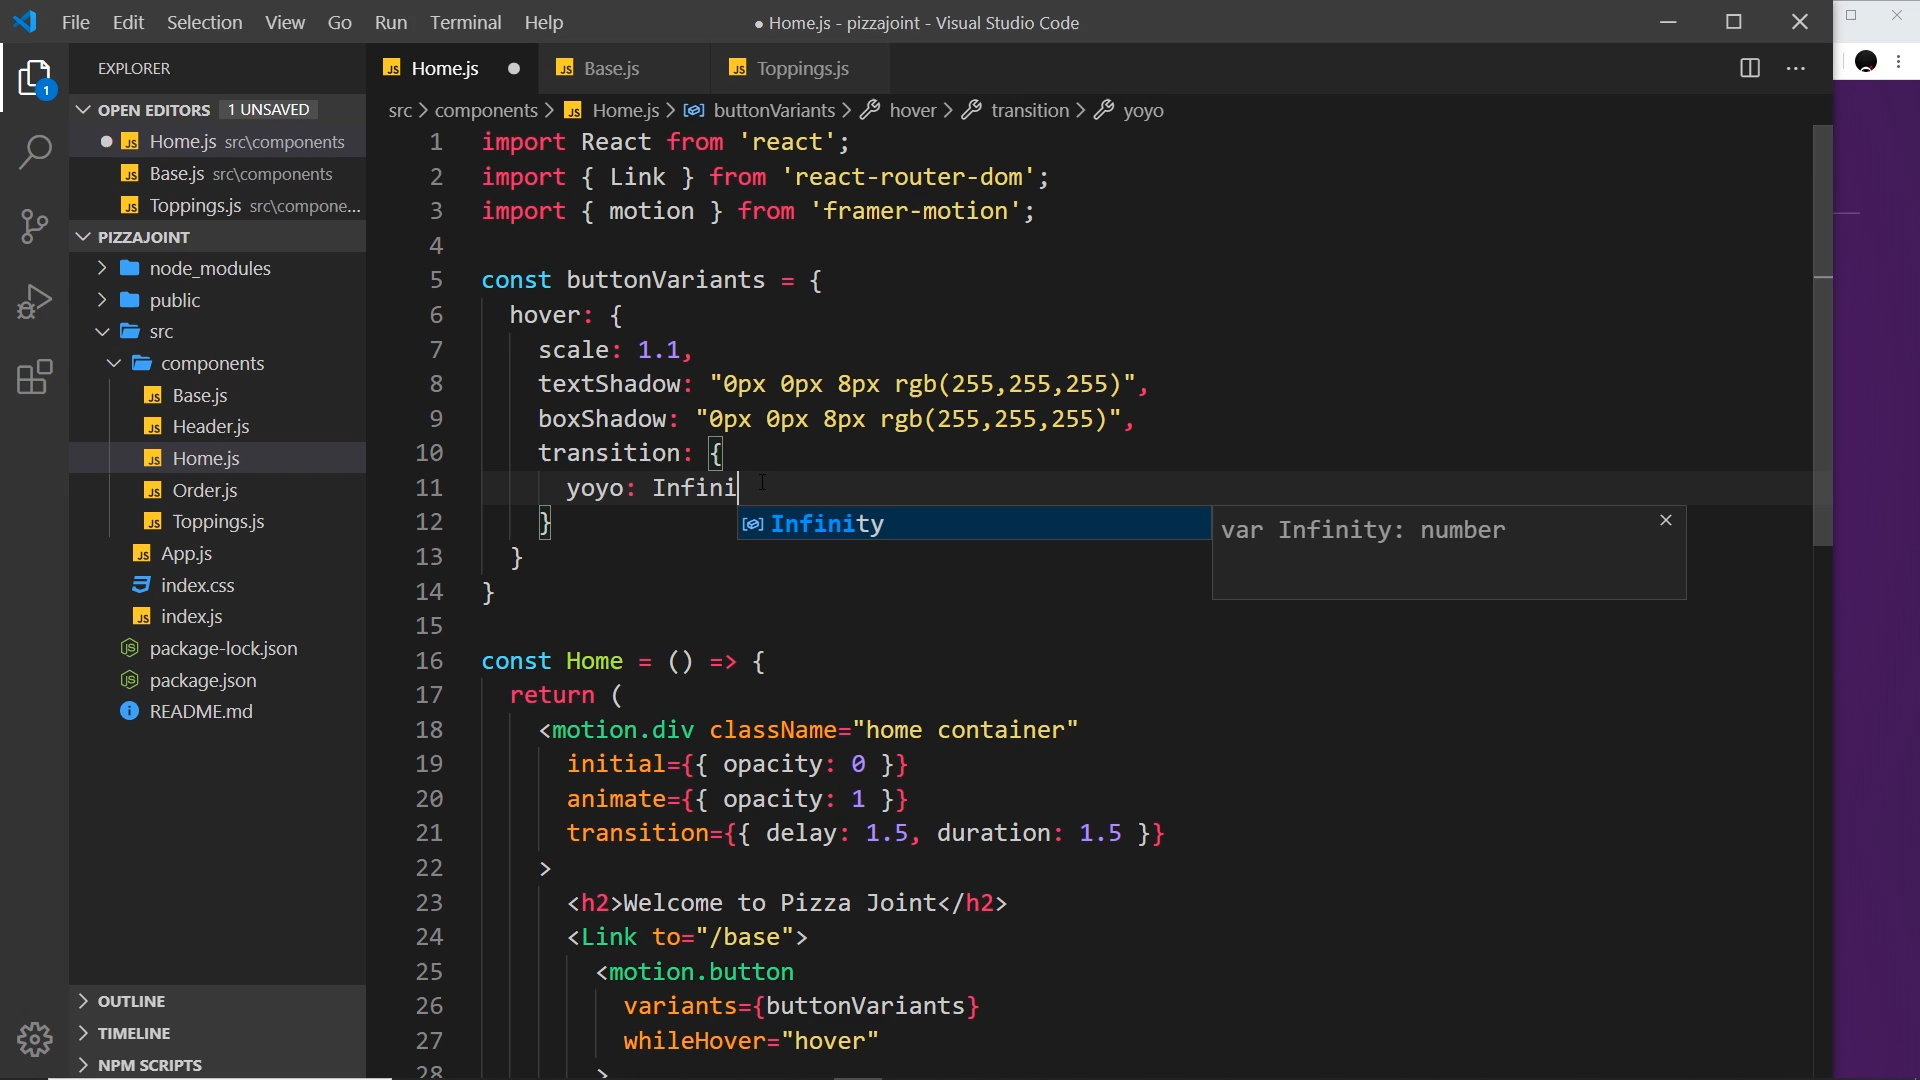 File Edit Selection View Go Run Terminal Help
● Home.js - pizzajoint - Visual Studio Code
EXPLORER
1
OPEN EDITORS 1 UNSAVED
Home.js src\components
Base.js src\components
Toppings.js src\compone...
PIZZAJOINT
node_modules
public
src
components
Base.js
Header.js
Home.js
Order.js
Toppings.js
App.js
index.css
index.js
package-lock.json
package.json
README.md
OUTLINE
TIMELINE
NPM SCRIPTS
Home.js Base.js Toppings.js
src > components > Home.js > buttonVariants > hover > transition > yoyo
1 import React from 'react';
2 import { Link } from 'react-router-dom';
3 import { motion } from 'framer-motion';
4
5 const buttonVariants = {
6 hover: {
7 scale: 1.1,
8 textShadow: "0px 0px 8px rgb(255,255,255)",
9 boxShadow: "0px 0px 8px rgb(255,255,255)",
10 transition: {
11 yoyo: Infini
12 }
Infinity
var Infinity: number
13 }
14 }
15
16 const Home = () => {
17 return (
18 <motion.div className="home container"
19 initial={{ opacity: 0 }}
20 animate={{ opacity: 1 }}
21 transition={{ delay: 1.5, duration: 1.5 }}
22 >
23 <h2>Welcome to Pizza Joint</h2>
24 <Link to="/base">
25 <motion.button
26 variants={buttonVariants}
27 whileHover="hover"
28 >